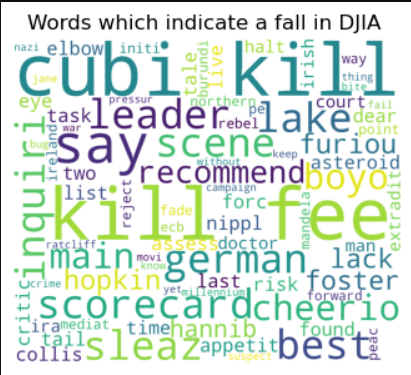 Words which indicate a fall in DJIA
nazi elbow initi tale burundi live halt irish way
cubi kill thing bite
jane pressur northern pe court fail
eye task leader rebel lake dear point
war
bug ireland say scene furiou
without keep asteroid
inquiri two recommend boyo extradit
list reject campaign forc mandela
kill fee
fade ecb nippl
ratcliff movi assess doctor man
main know german lack
crime hopkin yet millennium last risk forward foster
critic scorecard cheerio
ira mediat time hannib found peac
collis tail sleaz appetit best
suspect